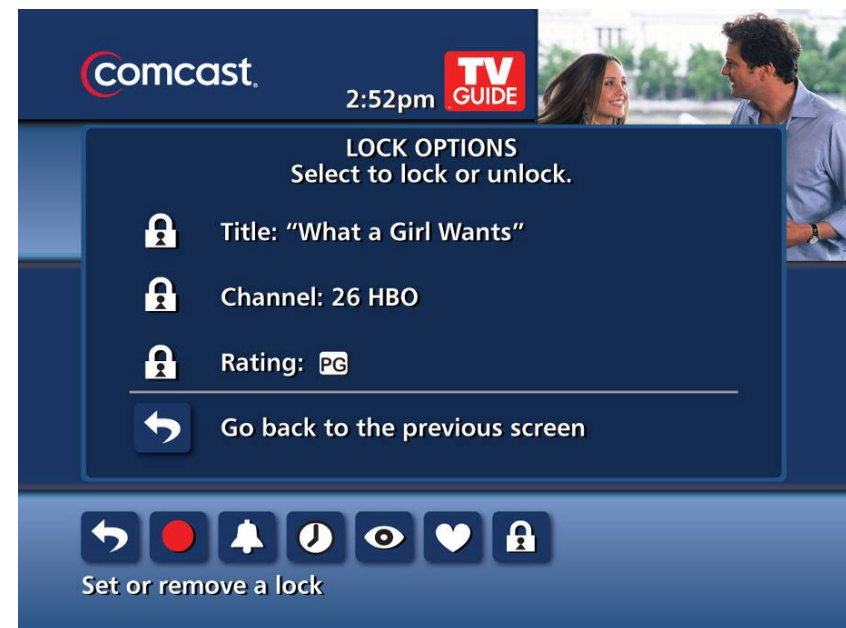 comcast.
2:52pm
TV
GUIDE
LOCK OPTIONS
Select to lock or unlock.
Title: “What a Girl Wants”
Channel: 26 HBO
Rating: PG
Go back to the previous screen
Set or remove a lock